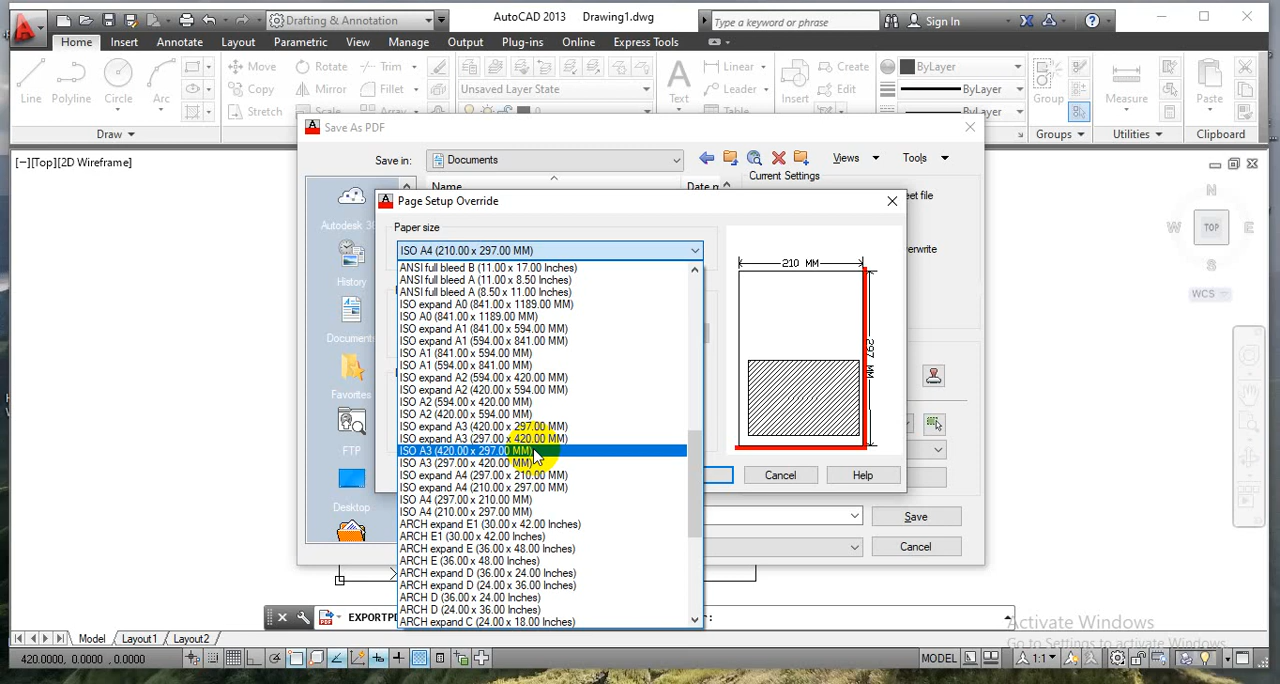 Drafting & Annotation
AutoCAD 2013 Drawing1.dwg
Type a keyword or phrase
Sign In
Home Insert Annotate Layout Parametric View Manage Output Plug-ins Online Express Tools
Line Polyline Circle Arc
Move Rotate Trim
Copy Mirror Fillet
Stretch Scale Array
Unsaved Layer State
0
Text
Linear
Leader
Table
Insert
Create
Edit
ByLayer
ByLayer
ByLayer
Group
Measure
Paste
Draw
Groups Utilities Clipboard
[−][Top][2D Wireframe]
Save As PDF
Save in: Documents
Views Tools
Name
Current Settings
Autodesk
History
Favorites
FTP
Desktop
Page Setup Override
Paper size
ISO A4 (210.00 x 297.00 MM)
ANSI full bleed B (11.00 x 17.00 Inches)
ANSI full bleed A (11.00 x 8.50 Inches)
ANSI full bleed A (8.50 x 11.00 Inches)
ISO expand A0 (841.00 x 1189.00 MM)
ISO A0 (841.00 x 1189.00 MM)
ISO expand A1 (841.00 x 594.00 MM)
ISO expand A1 (594.00 x 841.00 MM)
ISO A1 (841.00 x 594.00 MM)
ISO A1 (594.00 x 841.00 MM)
ISO expand A2 (594.00 x 420.00 MM)
ISO expand A2 (420.00 x 594.00 MM)
ISO A2 (594.00 x 420.00 MM)
ISO A2 (420.00 x 594.00 MM)
ISO expand A3 (420.00 x 297.00 MM)
ISO expand A3 (297.00 x 420.00 MM)
ISO A3 (420.00 x 297.00 MM)
ISO A3 (297.00 x 420.00 MM)
ISO expand A4 (297.00 x 210.00 MM)
ISO expand A4 (210.00 x 297.00 MM)
ISO A4 (297.00 x 210.00 MM)
ISO A4 (210.00 x 297.00 MM)
ARCH expand E1 (30.00 x 42.00 Inches)
ARCH E1 (30.00 x 42.00 Inches)
ARCH expand E (36.00 x 48.00 Inches)
ARCH E (36.00 x 48.00 Inches)
ARCH expand D (36.00 x 24.00 Inches)
ARCH expand D (24.00 x 36.00 Inches)
ARCH D (36.00 x 24.00 Inches)
ARCH D (24.00 x 36.00 Inches)
ARCH expand C (24.00 x 18.00 Inches)
210 MM
297 MM
Cancel Help
Save
Cancel
N
W TOP E
S
WCS
EXPORTP
Activate Windows
Go to Settings to activate Windows.
Model Layout1 Layout2
420.0000, 0.0000 , 0.0000
MODEL
1:1